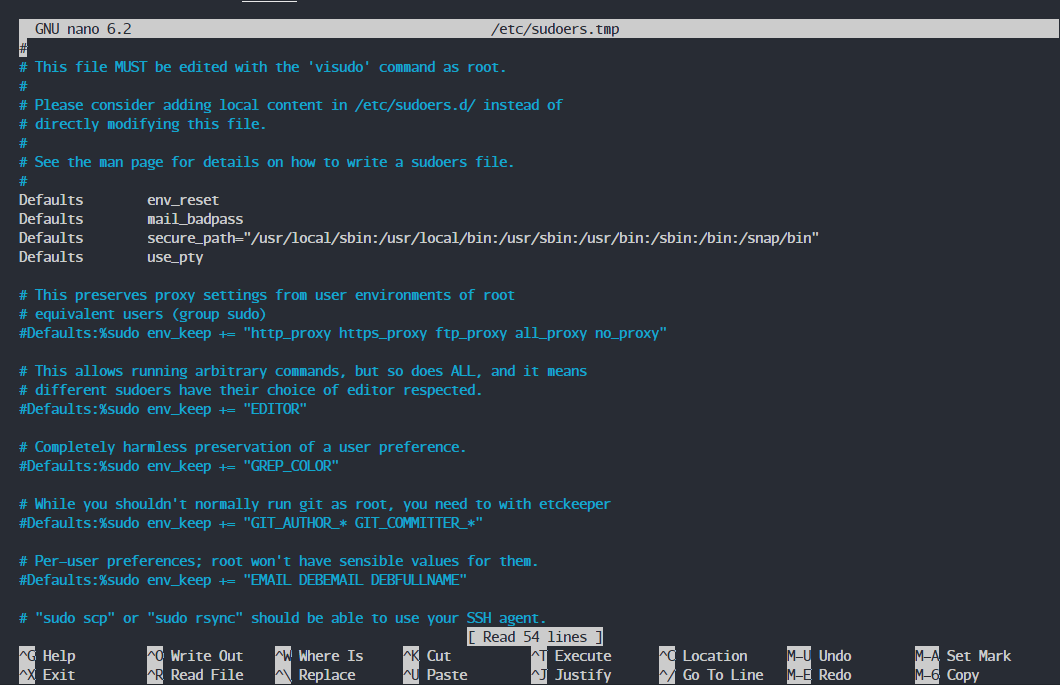 GNU nano 6.2 /etc/sudoers.tmp
#
# This file MUST be edited with the 'visudo' command as root.
#
# Please consider adding local content in /etc/sudoers.d/ instead of
# directly modifying this file.
#
# See the man page for details on how to write a sudoers file.
#
Defaults env_reset
Defaults mail_badpass
Defaults secure_path="/usr/local/sbin:/usr/local/bin:/usr/sbin:/usr/bin:/sbin:/bin:/snap/bin"
Defaults use_pty
# This preserves proxy settings from user environments of root
# equivalent users (group sudo)
#Defaults:%sudo env_keep += "http_proxy https_proxy ftp_proxy all_proxy no_proxy"
# This allows running arbitrary commands, but so does ALL, and it means
# different sudoers have their choice of editor respected.
#Defaults:%sudo env_keep += "EDITOR"
# Completely harmless preservation of a user preference.
#Defaults:%sudo env_keep += "GREP_COLOR"
# While you shouldn't normally run git as root, you need to with etckeeper
#Defaults:%sudo env_keep += "GIT_AUTHOR_* GIT_COMMITTER_*"
# Per-user preferences; root won't have sensible values for them.
#Defaults:%sudo env_keep += "EMAIL DEBEMAIL DEBFULLNAME"
# "sudo scp" or "sudo rsync" should be able to use your SSH agent.
[ Read 54 lines ]
^G Help ^O Write Out ^W Where Is ^K Cut ^T Execute ^C Location M-U Undo M-A Set Mark
^X Exit ^R Read File ^\ Replace ^U Paste ^J Justify ^/ Go To Line M-E Redo M-6 Copy